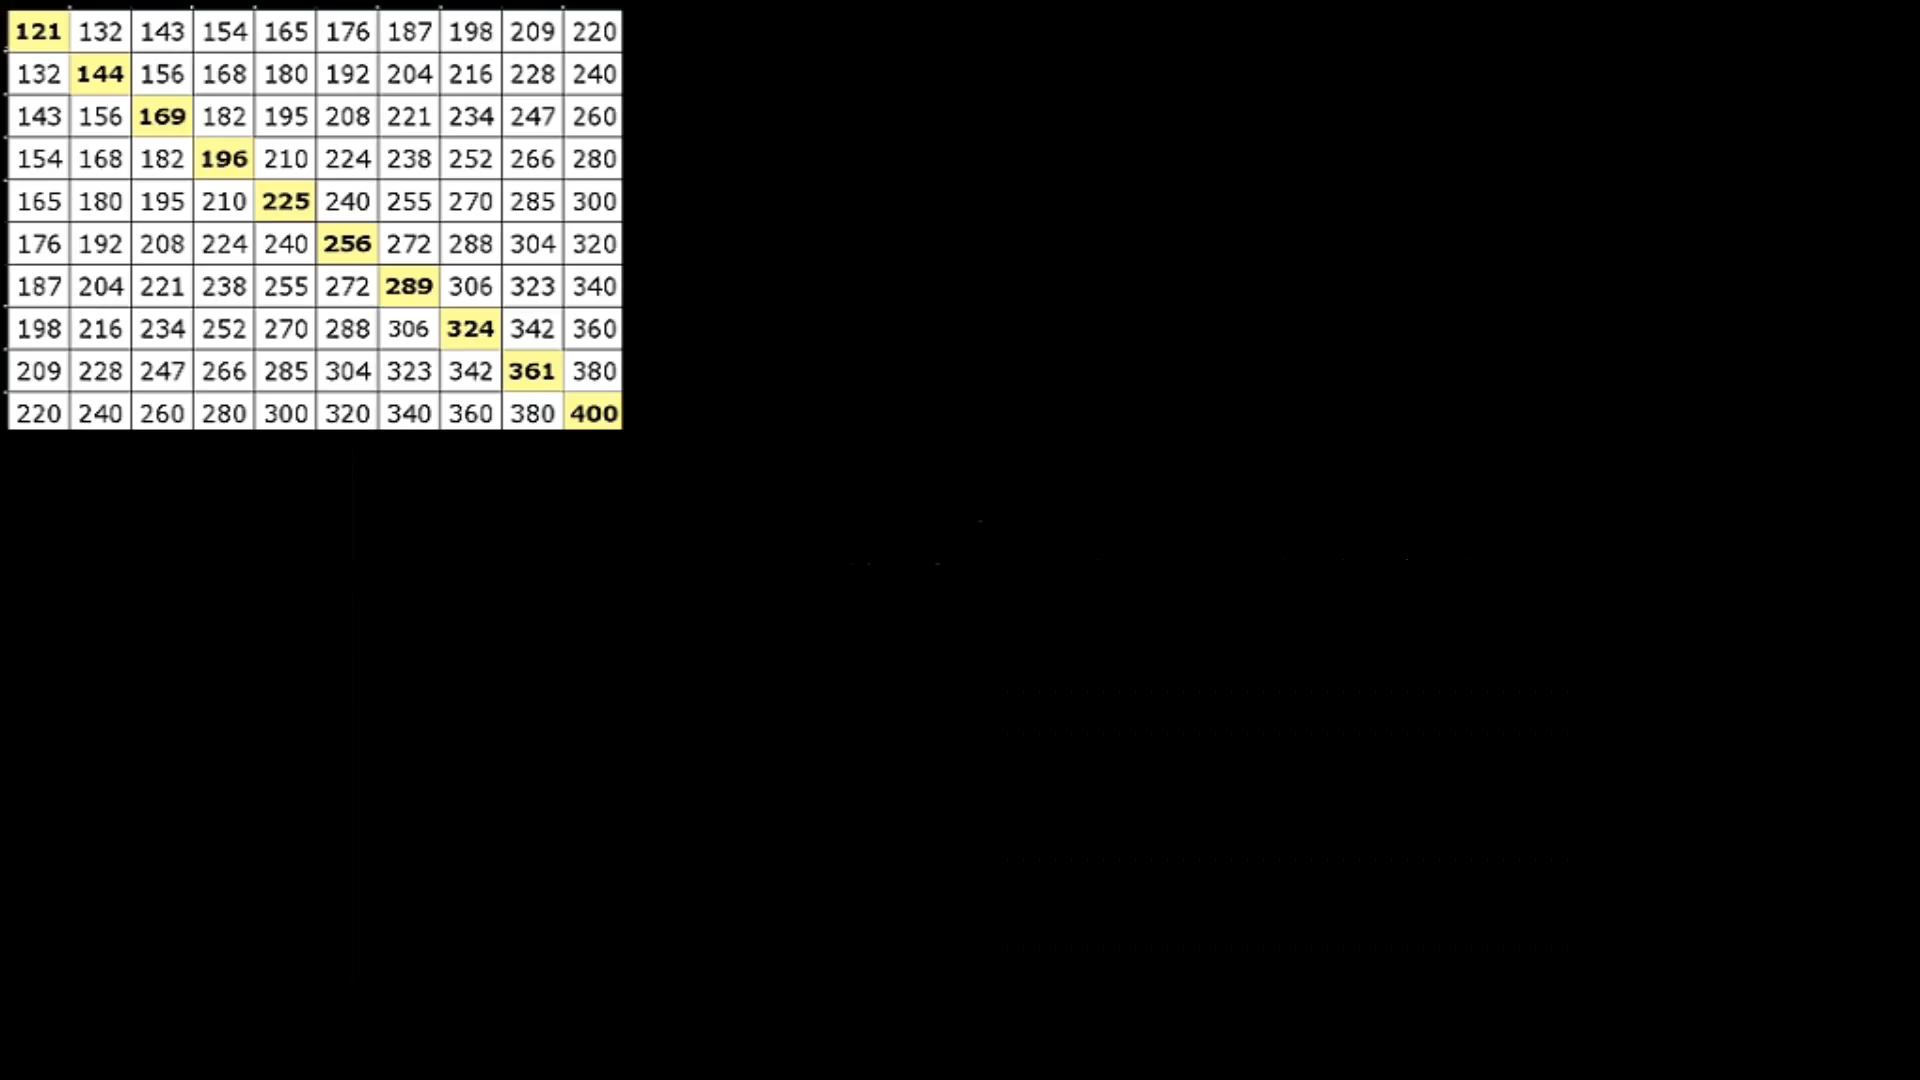 121 132 143 154 165 176 187 198 209 220
132 144 156 168 180 192 204 216 228 240
143 156 169 182 195 208 221 234 247 260
154 168 182 196 210 224 238 252 266 280
165 180 195 210 225 240 255 270 285 300
176 192 208 224 240 256 272 288 304 320
187 204 221 238 255 272 289 306 323 340
198 216 234 252 270 288 306 324 342 360
209 228 247 266 285 304 323 342 361 380
220 240 260 280 300 320 340 360 380 400